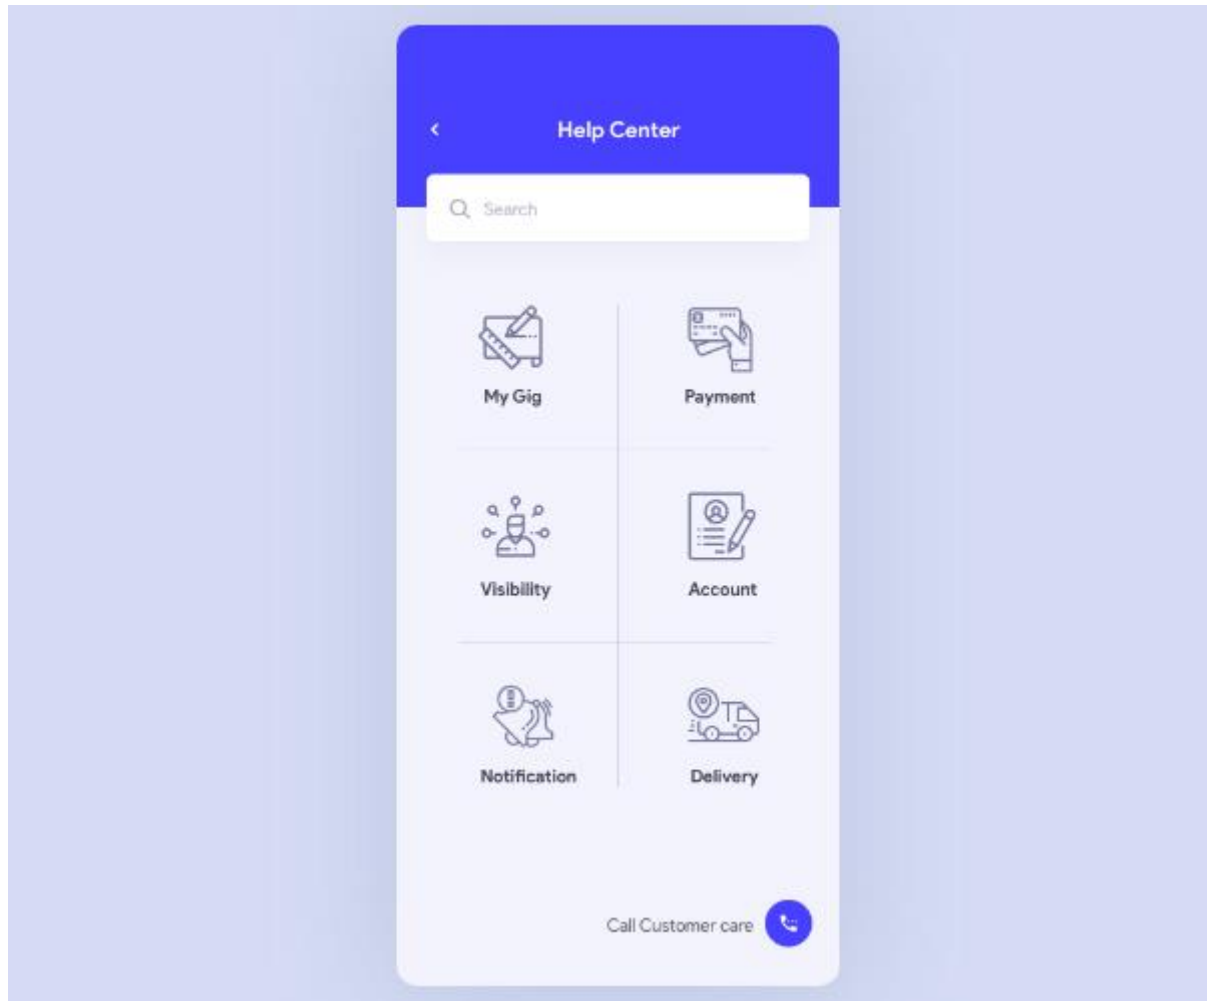 Help Center
Search
My Gig
Payment
Visibility
Account
Notification
Delivery
Call Customer care